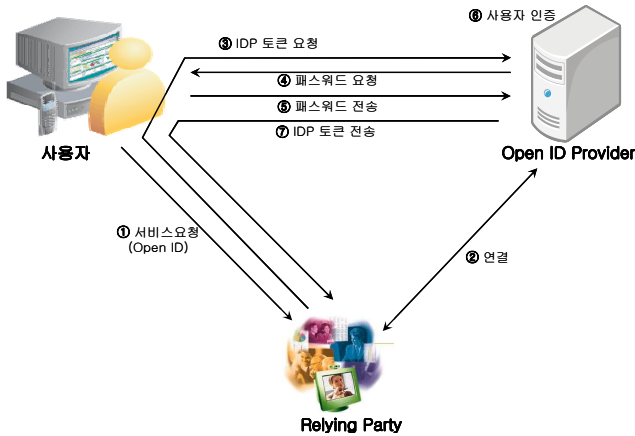 ⑥ 사용자 인증
③ IDP 토큰 요청
④ 패스워드 요청
⑤ 패스워드 전송
⑦ IDP 토큰 전송
사용자
Open ID Provider
① 서비스요청
(Open ID)
② 연결
Relying Party